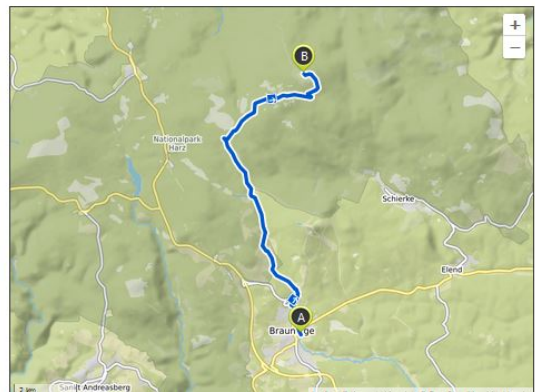 +
−
B
Nationalpark
Harz
Schierke
Elend
A
2 km
Sankt Andreasberg